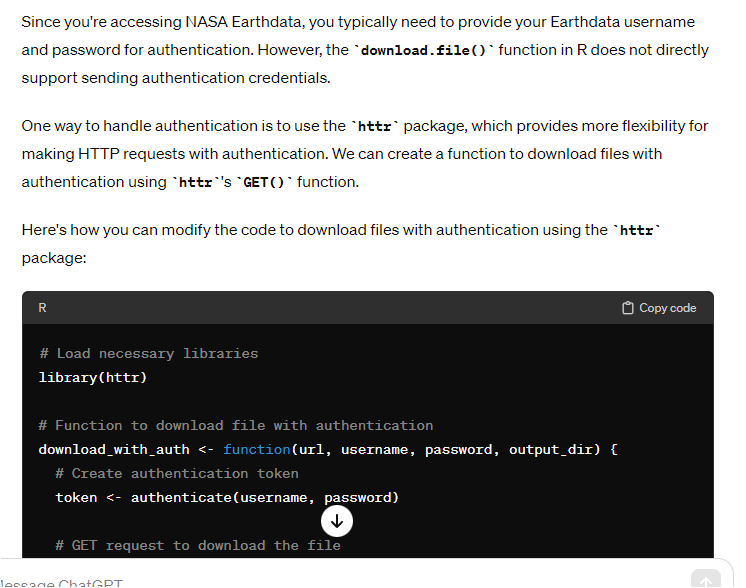 Since you're accessing NASA Earthdata, you typically need to provide your Earthdata username
and password for authentication. However, the `download.file()` function in R does not directly
support sending authentication credentials.
One way to handle authentication is to use the `httr` package, which provides more flexibility for
making HTTP requests with authentication. We can create a function to download files with
authentication using `httr`'s `GET()` function.
Here's how you can modify the code to download files with authentication using the `httr`
package:
R
Copy code
# Load necessary libraries
library(httr)
# Function to download file with authentication
download_with_auth <- function(url, username, password, output_dir) {
# Create authentication token
token <- authenticate(username, password)
# GET request to download the file
Message ChatGPT